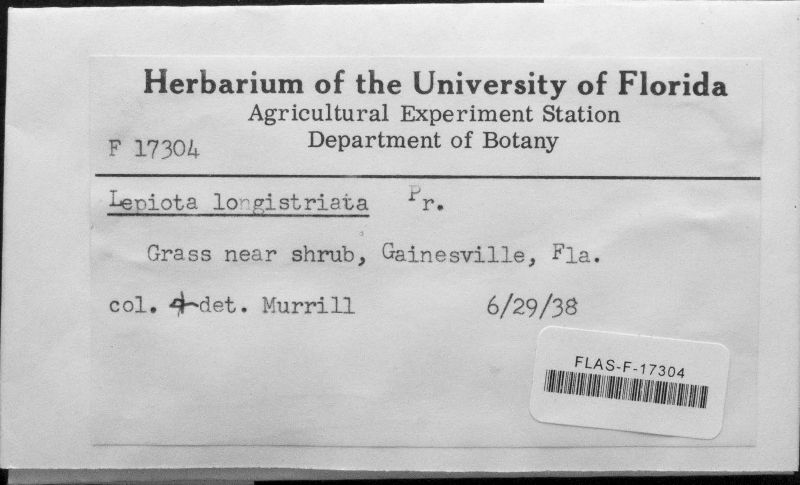 Herbarium of the University of Florida
Agricultural Experiment Station
Department of Botany
F 17304
Lepiota longistriata Pr.
Grass near shrub, Gainesville, Fla.
col. + det. Murrill 6/29/38
FLAS-F-17304